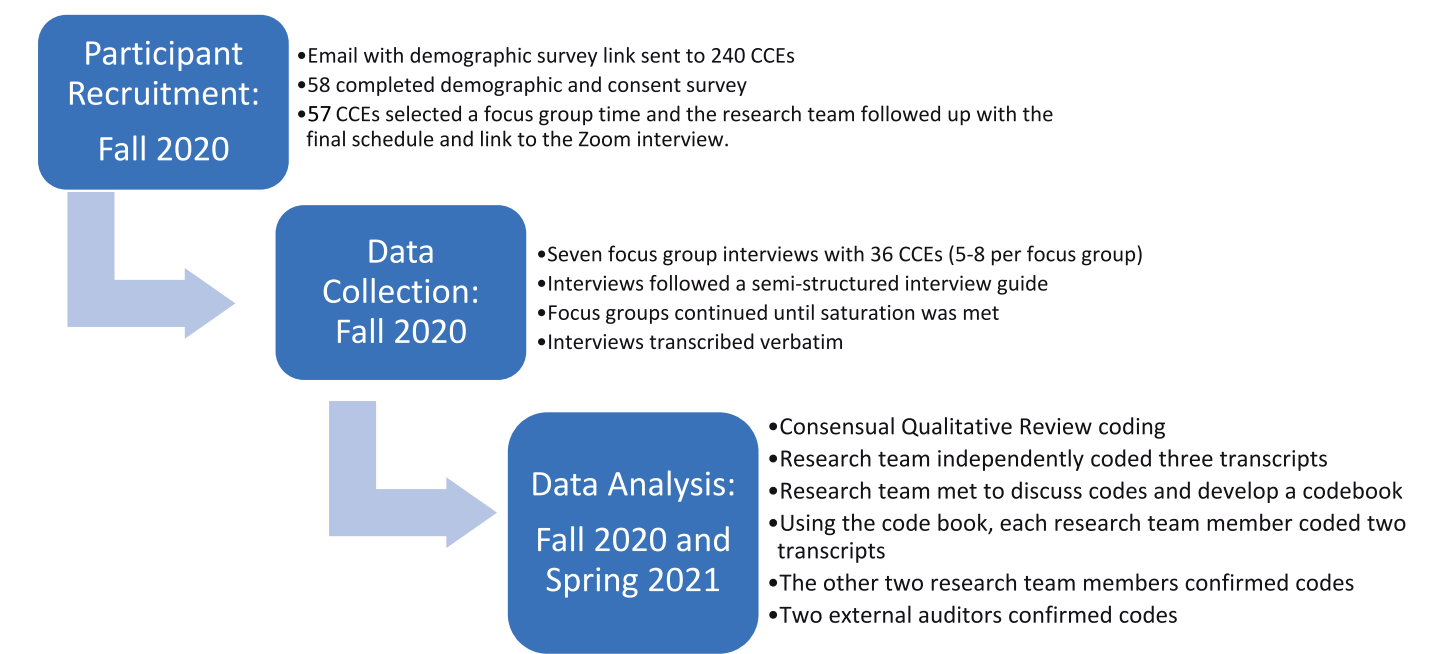 Participant
Recruitment:
Fall 2020
•Email with demographic survey link sent to 240 CCEs
•58 completed demographic and consent survey
•57 CCEs selected a focus group time and the research team followed up with the
final schedule and link to the Zoom interview.
Data
Collection:
Fall 2020
•Seven focus group interviews with 36 CCEs (5-8 per focus group)
•Interviews followed a semi-structured interview guide
•Focus groups continued until saturation was met
•Interviews transcribed verbatim
Data Analysis:
Fall 2020 and
Spring 2021
•Consensual Qualitative Review coding
•Research team independently coded three transcripts
•Research team met to discuss codes and develop a codebook
•Using the code book, each research team member coded two
transcripts
•The other two research team members confirmed codes
•Two external auditors confirmed codes